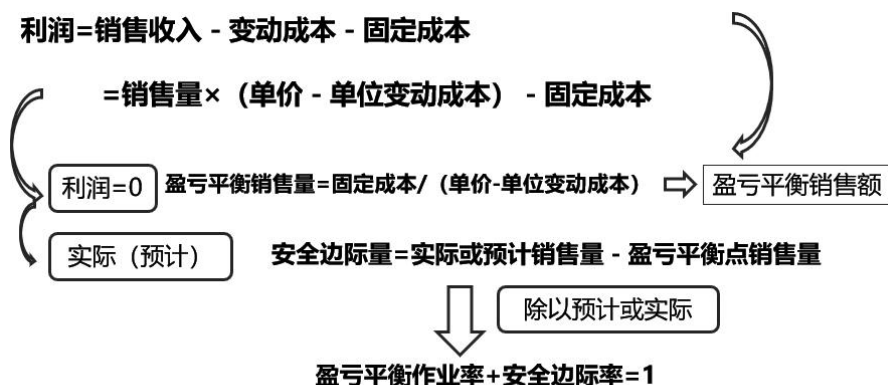 利润=销售收入 - 变动成本 - 固定成本
=销售量×（单价 - 单位变动成本） - 固定成本
利润=0 盈亏平衡销售量=固定成本/（单价-单位变动成本） 盈亏平衡销售额
实际（预计） 安全边际量=实际或预计销售量 - 盈亏平衡点销售量
除以预计或实际
盈亏平衡作业率+安全边际率=1